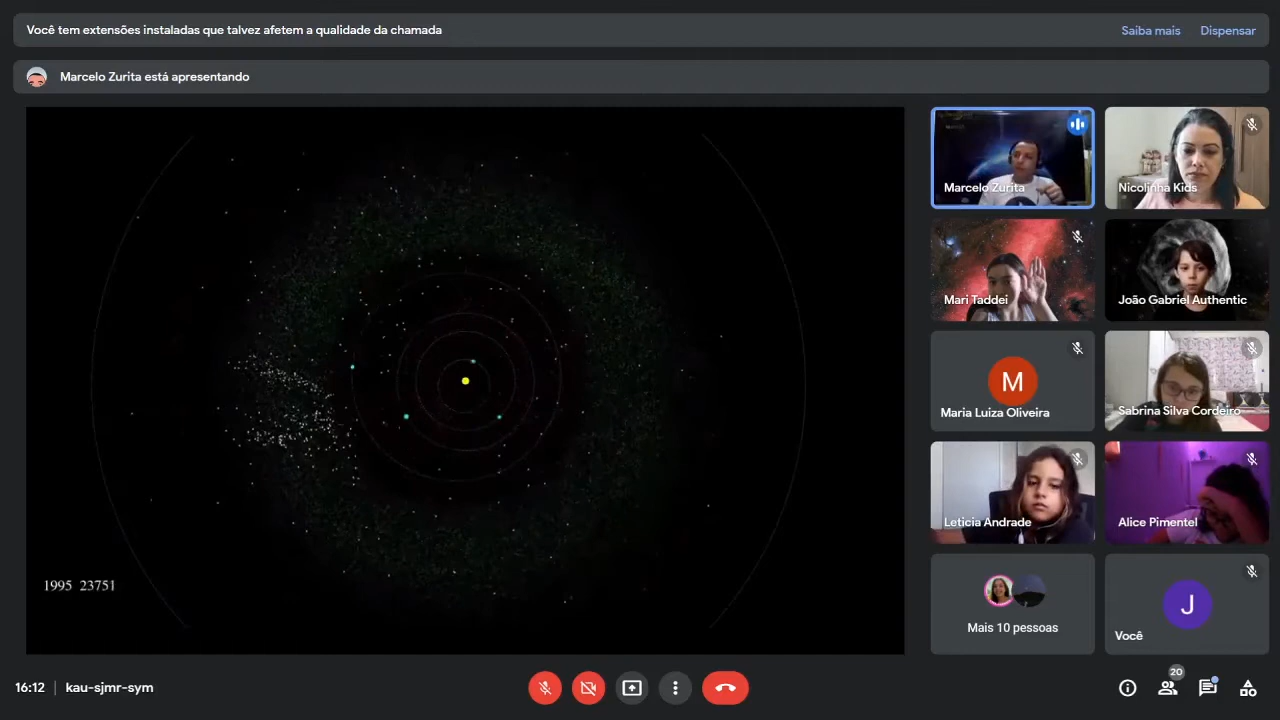 Você tem extensões instaladas que talvez afetem a qualidade da chamada
Saiba mais
Dispensar
Marcelo Zurita está apresentando
1995 23751
Marcelo Zurita
Nicolinha Kids
Mari Taddei
João Gabriel Authentic
M
Maria Luiza Oliveira
Sabrina Silva Cordeiro
Leticia Andrade
Alice Pimentel
Mais 10 pessoas
J
Você
16:12 | kau-sjmr-sym
20